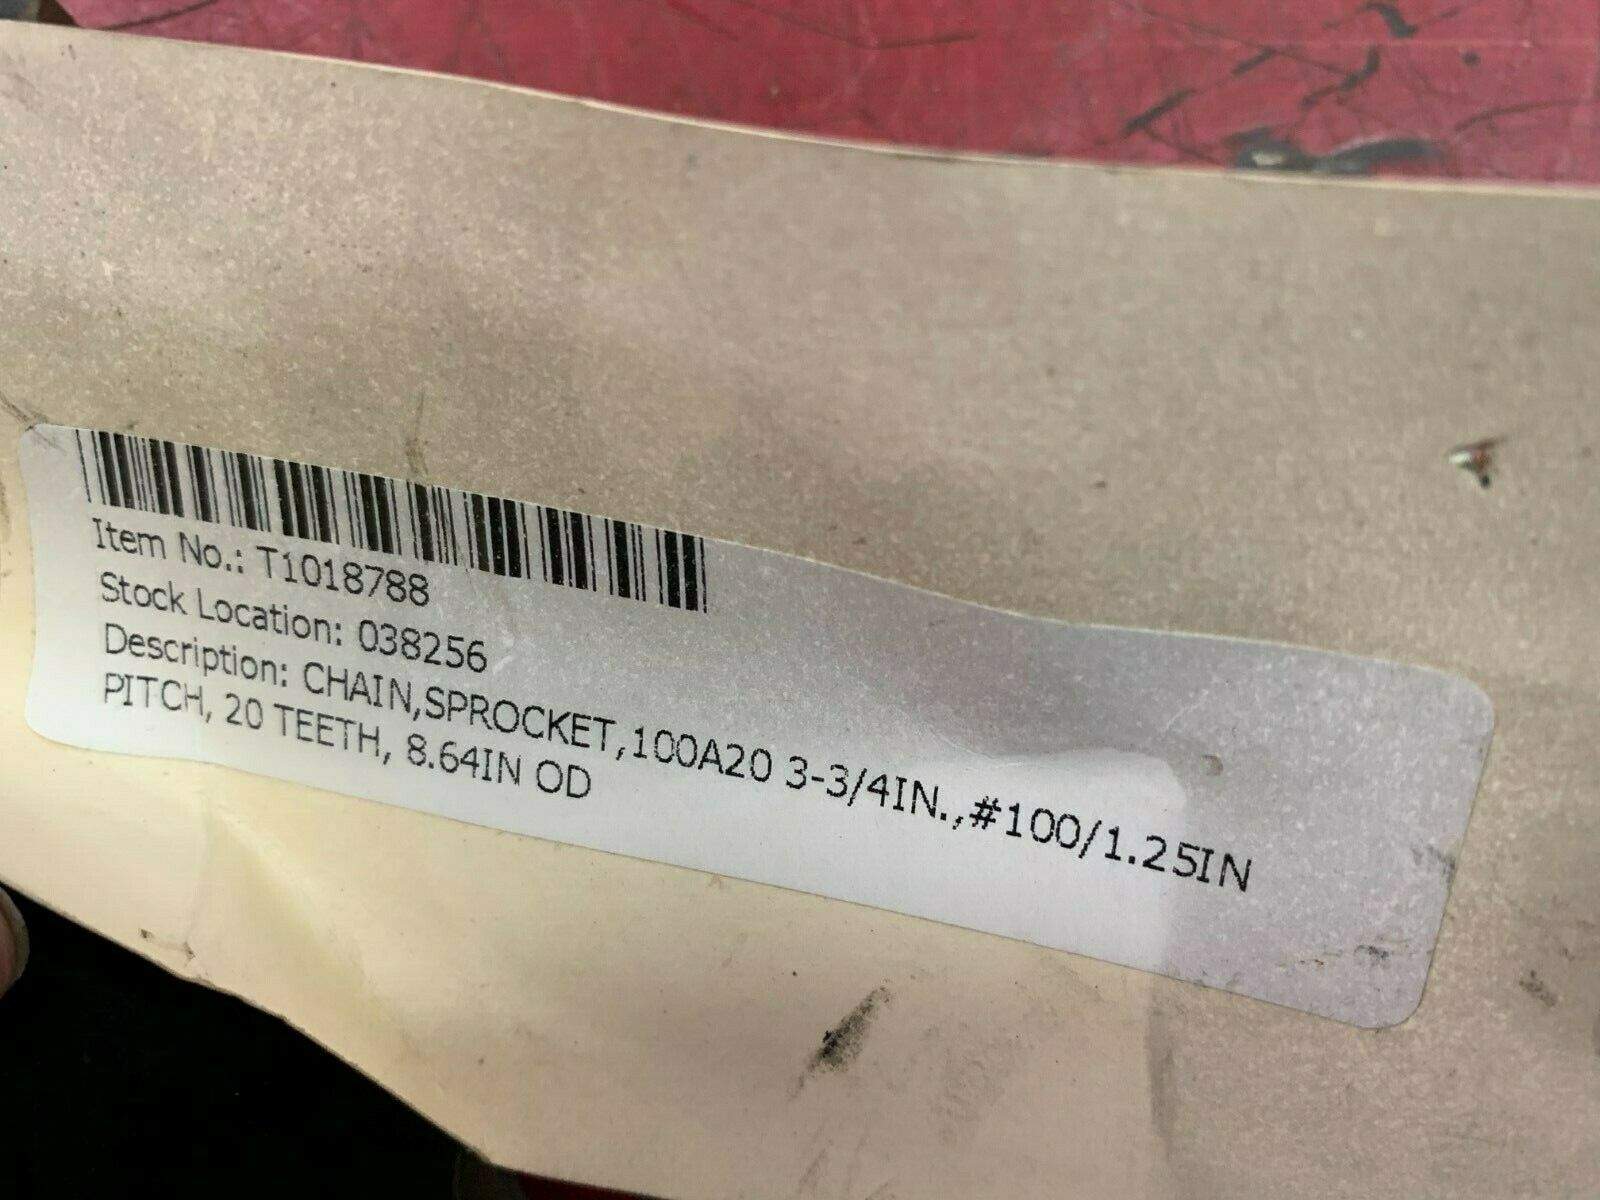 Item No.: T1018788
Stock Location: 038256
Description: CHAIN,SPROCKET,100A20 3-3/4IN.,#100/1.25IN
PITCH, 20 TEETH, 8.64IN OD